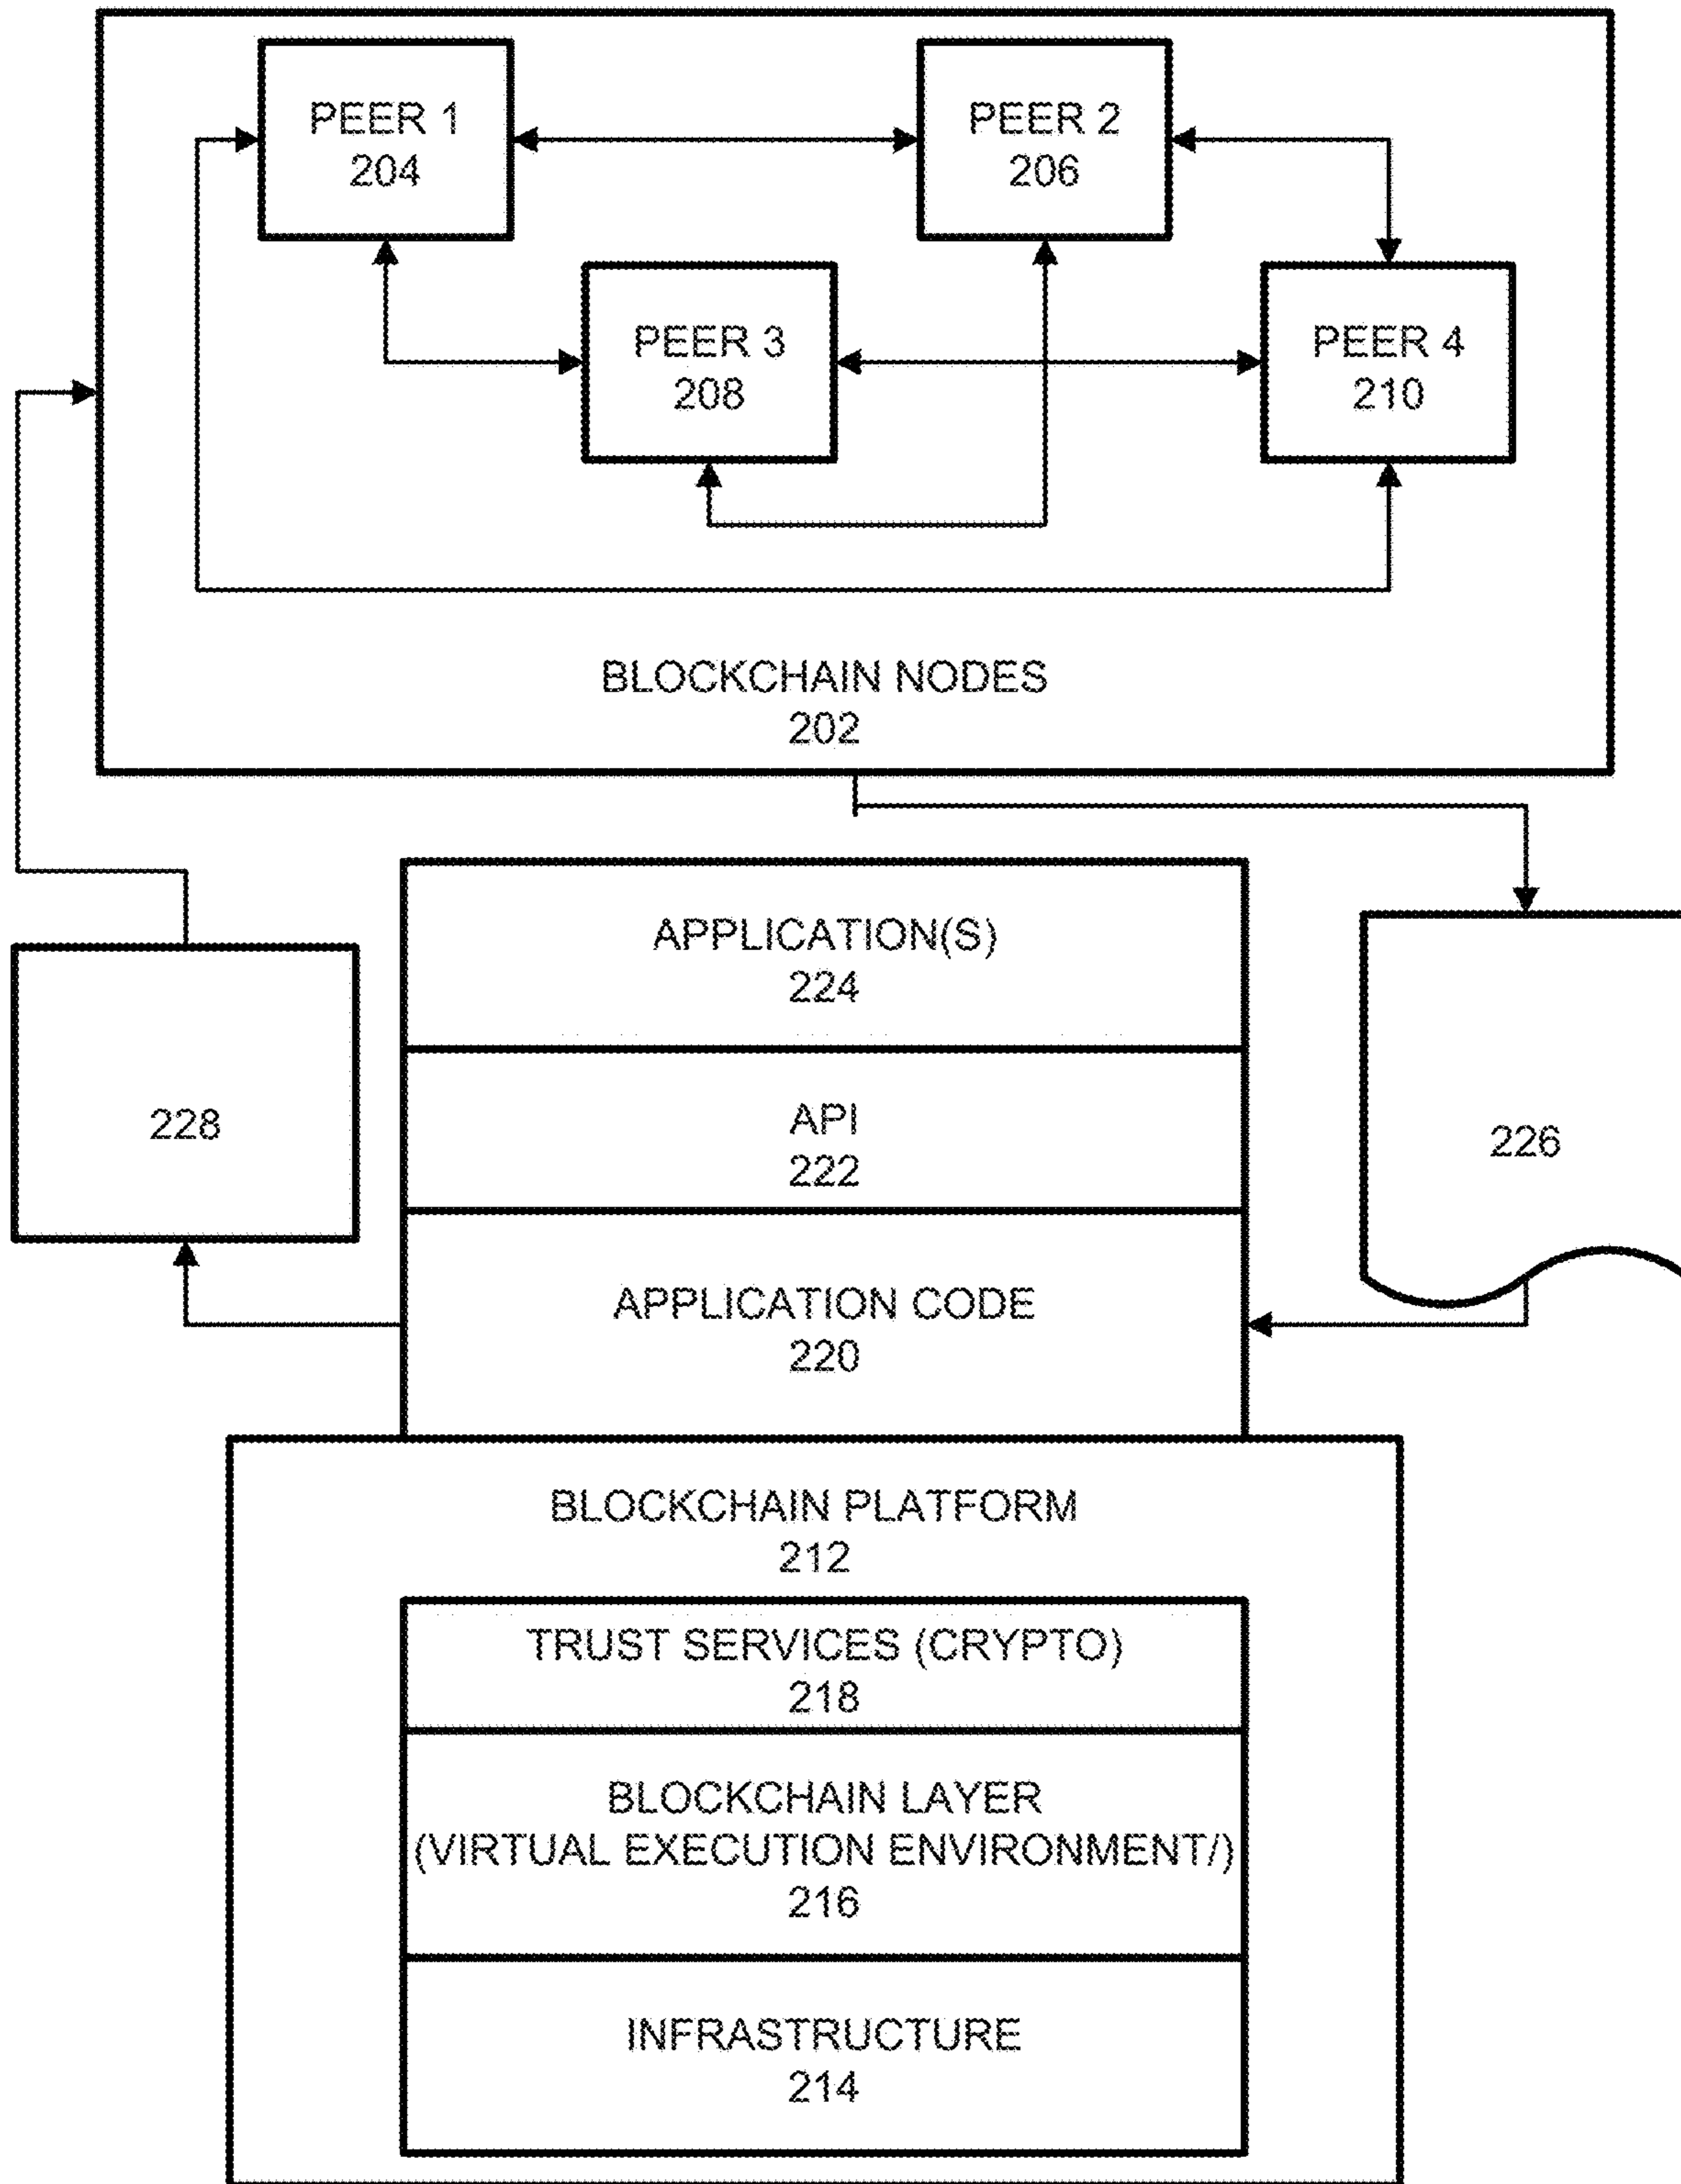 PEER 1
204
PEER 2
206
PEER 3
208
PEER 4
210
BLOCKCHAIN NODES
202
APPLICATION(S)
224
API
222
228
226
APPLICATION CODE
220
BLOCKCHAIN PLATFORM
212
TRUST SERVICES (CRYPTO)
218
BLOCKCHAIN LAYER
(VIRTUAL EXECUTION ENVIRONMENT/)
216
INFRASTRUCTURE
214